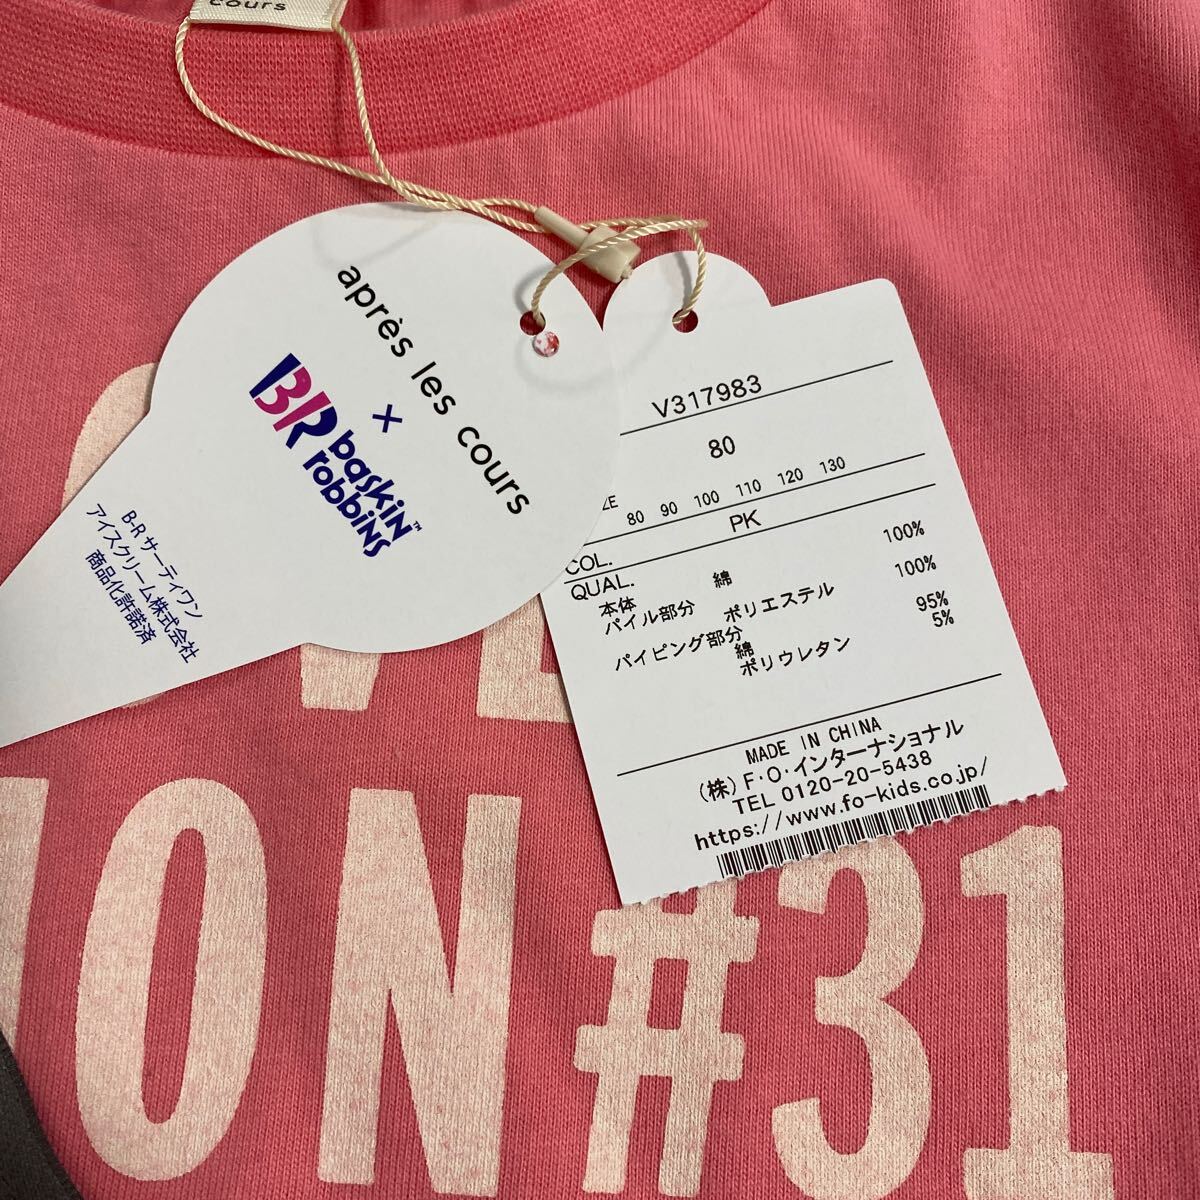 cours
après les cours
×
BR baskin
robbins™
B-R サーティワン
アイスクリーム株式会社
商品化許諾済
V317983
80
80 90 100 110 120 130
COL. PK
QUAL.
本体 綿 100%
パイル部分 ポリエステル 100%
パイピング部分
綿 95%
ポリウレタン 5%
MADE IN CHINA
(株)F・O・インターナショナル
TEL 0120-20-5438
https://www.fo-kids.co.jp/
ON #31